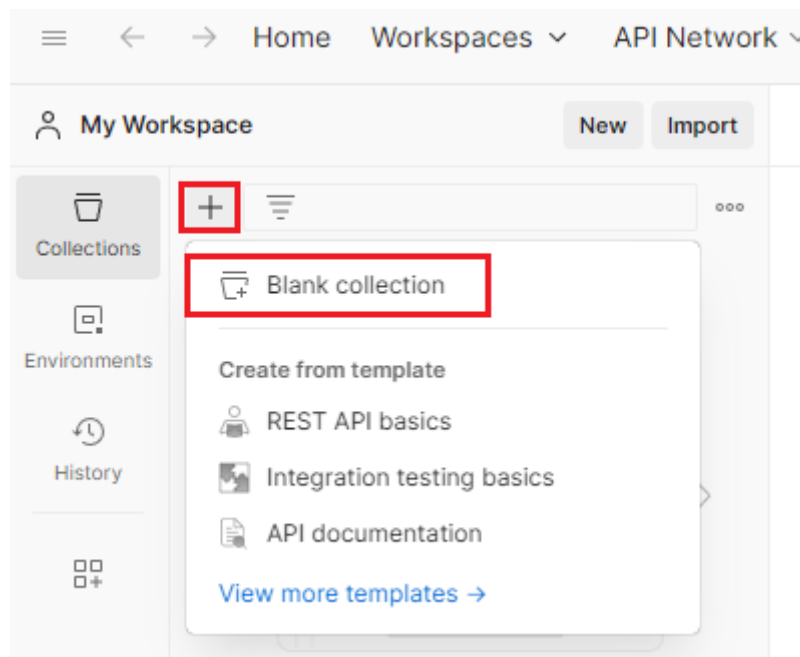 Home Workspaces API Network
My Workspace New Import
Collections
Blank collection
Environments
Create from template
REST API basics
History
Integration testing basics
API documentation
View more templates →